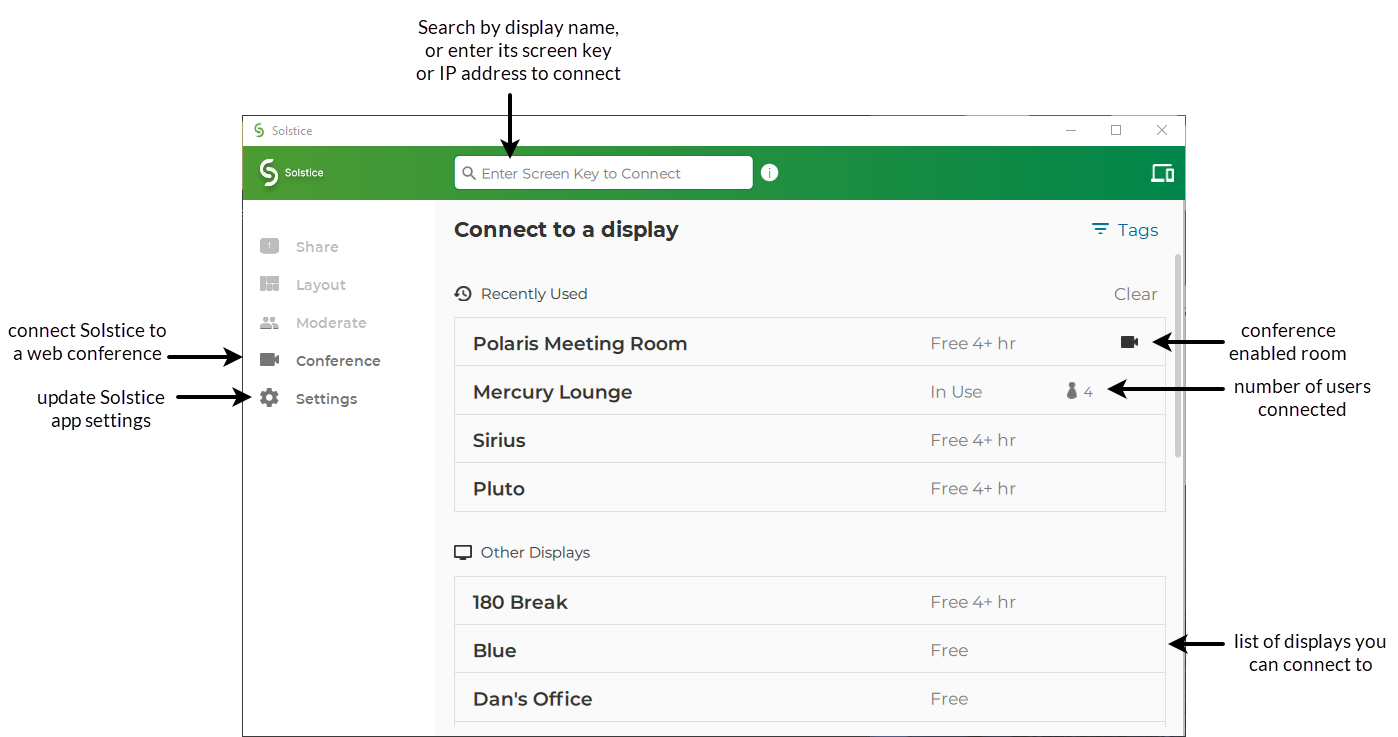 Search by display name,
or enter its screen key
or IP address to connect
Solstice
Solstice
Enter Screen Key to Connect
i
Connect to a display
Tags
Share
Layout
Moderate
Conference
Settings
connect Solstice to
a web conference
update Solstice
app settings
Recently Used
Clear
Polaris Meeting Room
Free 4+ hr
conference
enabled room
Mercury Lounge
In Use
4
number of users
connected
Sirius
Free 4+ hr
Pluto
Free 4+ hr
Other Displays
180 Break
Free 4+ hr
Blue
Free
list of displays you
can connect to
Dan's Office
Free